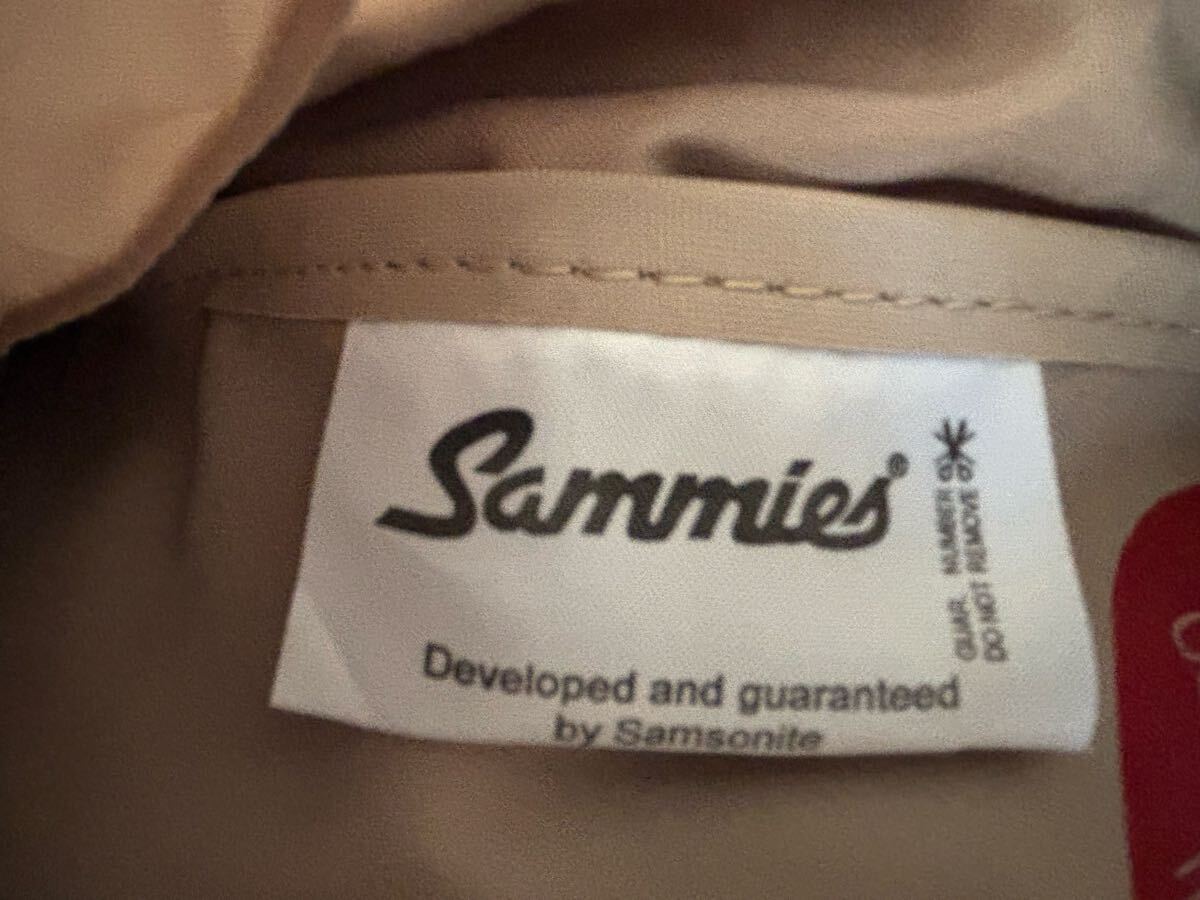 Sammies®
Developed and guaranteed
by Samsonite
GUAR. NUMBER
DO NOT REMOVE